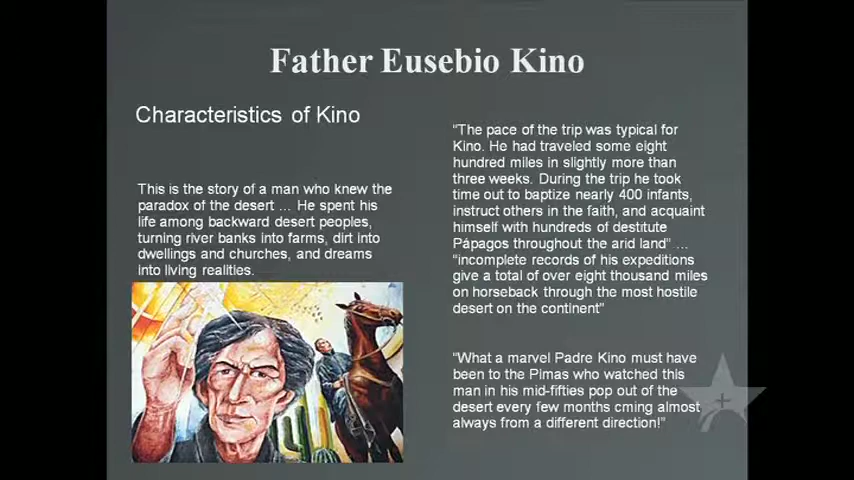 Father Eusebio Kino
Characteristics of Kino
This is the story of a man who knew the
paradox of the desert ... He spent his
life among backward desert peoples,
turning river banks into farms, dirt into
dwellings and churches, and dreams
into living realities.
“The pace of the trip was typical for
Kino. He had traveled some eight
hundred miles in slightly more than
three weeks. During the trip he took
time out to baptize nearly 400 infants,
instruct others in the faith, and acquaint
himself with hundreds of destitute
Pápagos throughout the arid land” ...
“incomplete records of his expeditions
give a total of over eight thousand miles
on horseback through the most hostile
desert on the continent”
“What a marvel Padre Kino must have
been to the Pimas who watched this
man in his mid-fifties pop out of the
desert every few months cming almost
always from a different direction!”